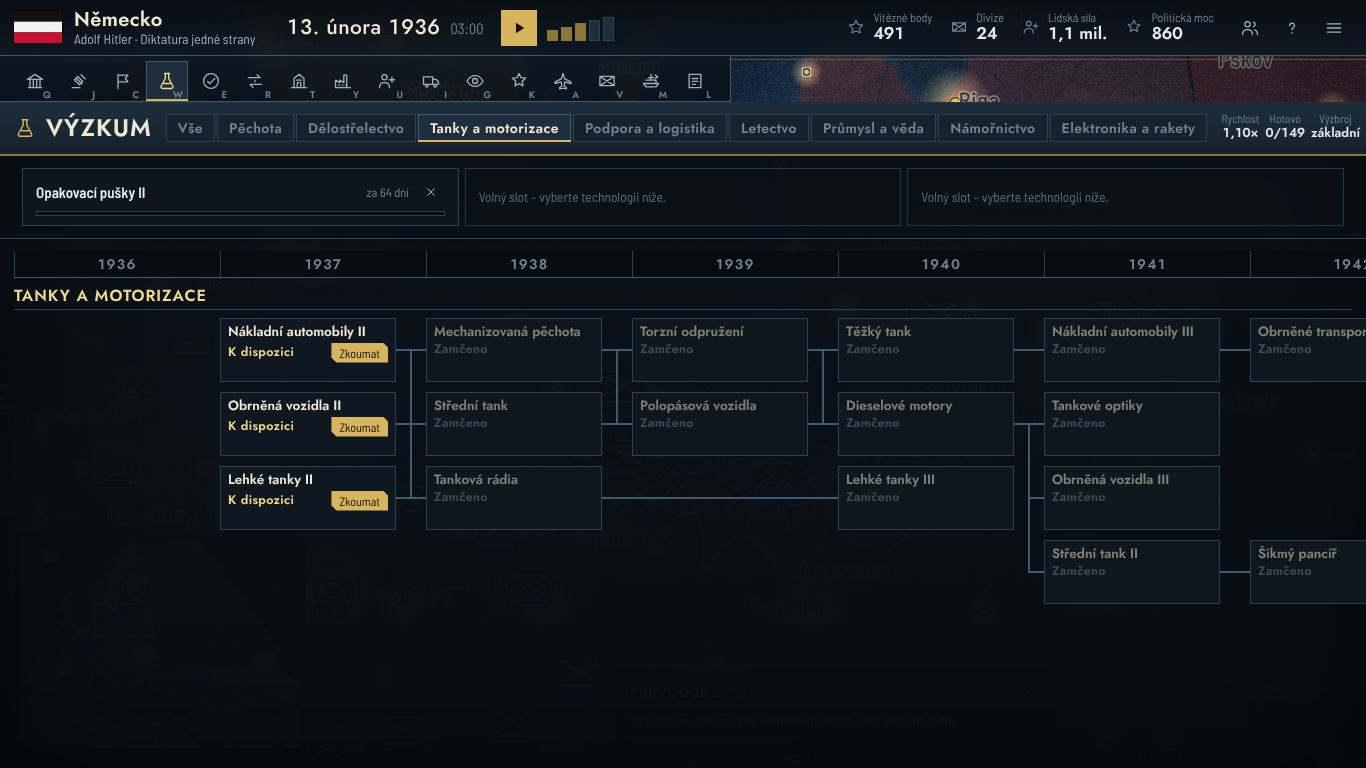 Německo
Adolf Hitler · Diktatura jedné strany
13. února 1936 03:00
Vítězné body
491
Divize
24
Lidská síla
1,1 mil.
Politická moc
860
?
Q J C W E R T Y U I G K A V M L
Pskov
Riga
VÝZKUM
Vše
Pěchota
Dělostřelectvo
Tanky a motorizace
Podpora a logistika
Letectvo
Průmysl a věda
Námořnictvo
Elektronika a rakety
Rychlost
1,10×
Hotovo
0/149
Výzbroj
základní
Opakovací pušky II
za 64 dní
Volný slot – vyberte technologii níže.
Volný slot – vyberte technologii níže.
1936 1937 1938 1939 1940 1941 194
TANKY A MOTORIZACE
Nákladní automobily II
K dispozici
Zkoumat
Mechanizovaná pěchota
Zamčeno
Torzní odpružení
Zamčeno
Těžký tank
Zamčeno
Nákladní automobily III
Zamčeno
Obrněné transpor
Zamčeno
Obrněná vozidla II
K dispozici
Zkoumat
Střední tank
Zamčeno
Polopásová vozidla
Zamčeno
Dieselové motory
Zamčeno
Tankové optiky
Zamčeno
Lehké tanky II
K dispozici
Zkoumat
Tanková rádia
Zamčeno
Lehké tanky III
Zamčeno
Obrněná vozidla III
Zamčeno
Střední tank II
Zamčeno
Šikmý pancíř
Zamčeno